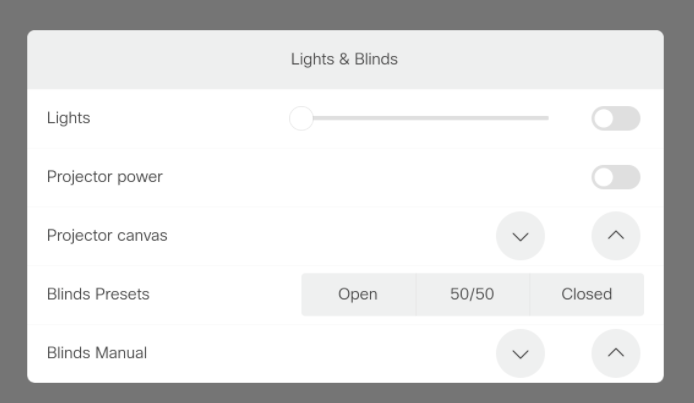 Lights & Blinds
Lights
Projector power
Projector canvas
Blinds Presets Open 50/50 Closed
Blinds Manual